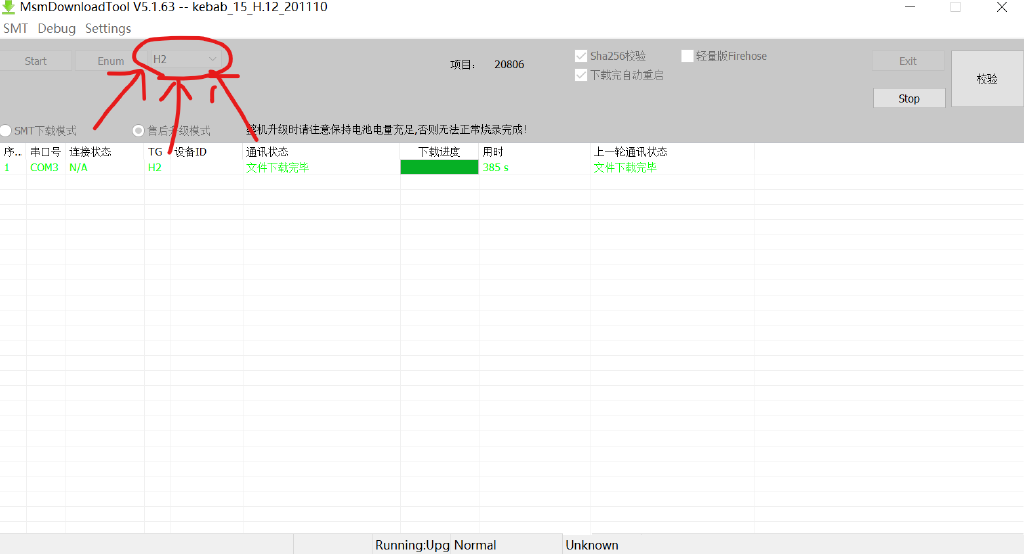 MsmDownloadTool V5.1.63 -- kebab_15_H.12_201110
SMT Debug Settings
Start Enum H2 项目: 20806 Sha256校验 轻量版Firehose Exit 校验
下载完自动重启
Stop
SMT下载模式 售后升级模式 整机升级时请注意保持电池电量充足,否则无法正常烧录完成!
序... 串口号 连接状态 TG 设备ID 通讯状态 下载进度 用时 上一轮通讯状态
1 COM3 N/A H2 文件下载完毕 385 s 文件下载完毕
Running:Upg Normal Unknown